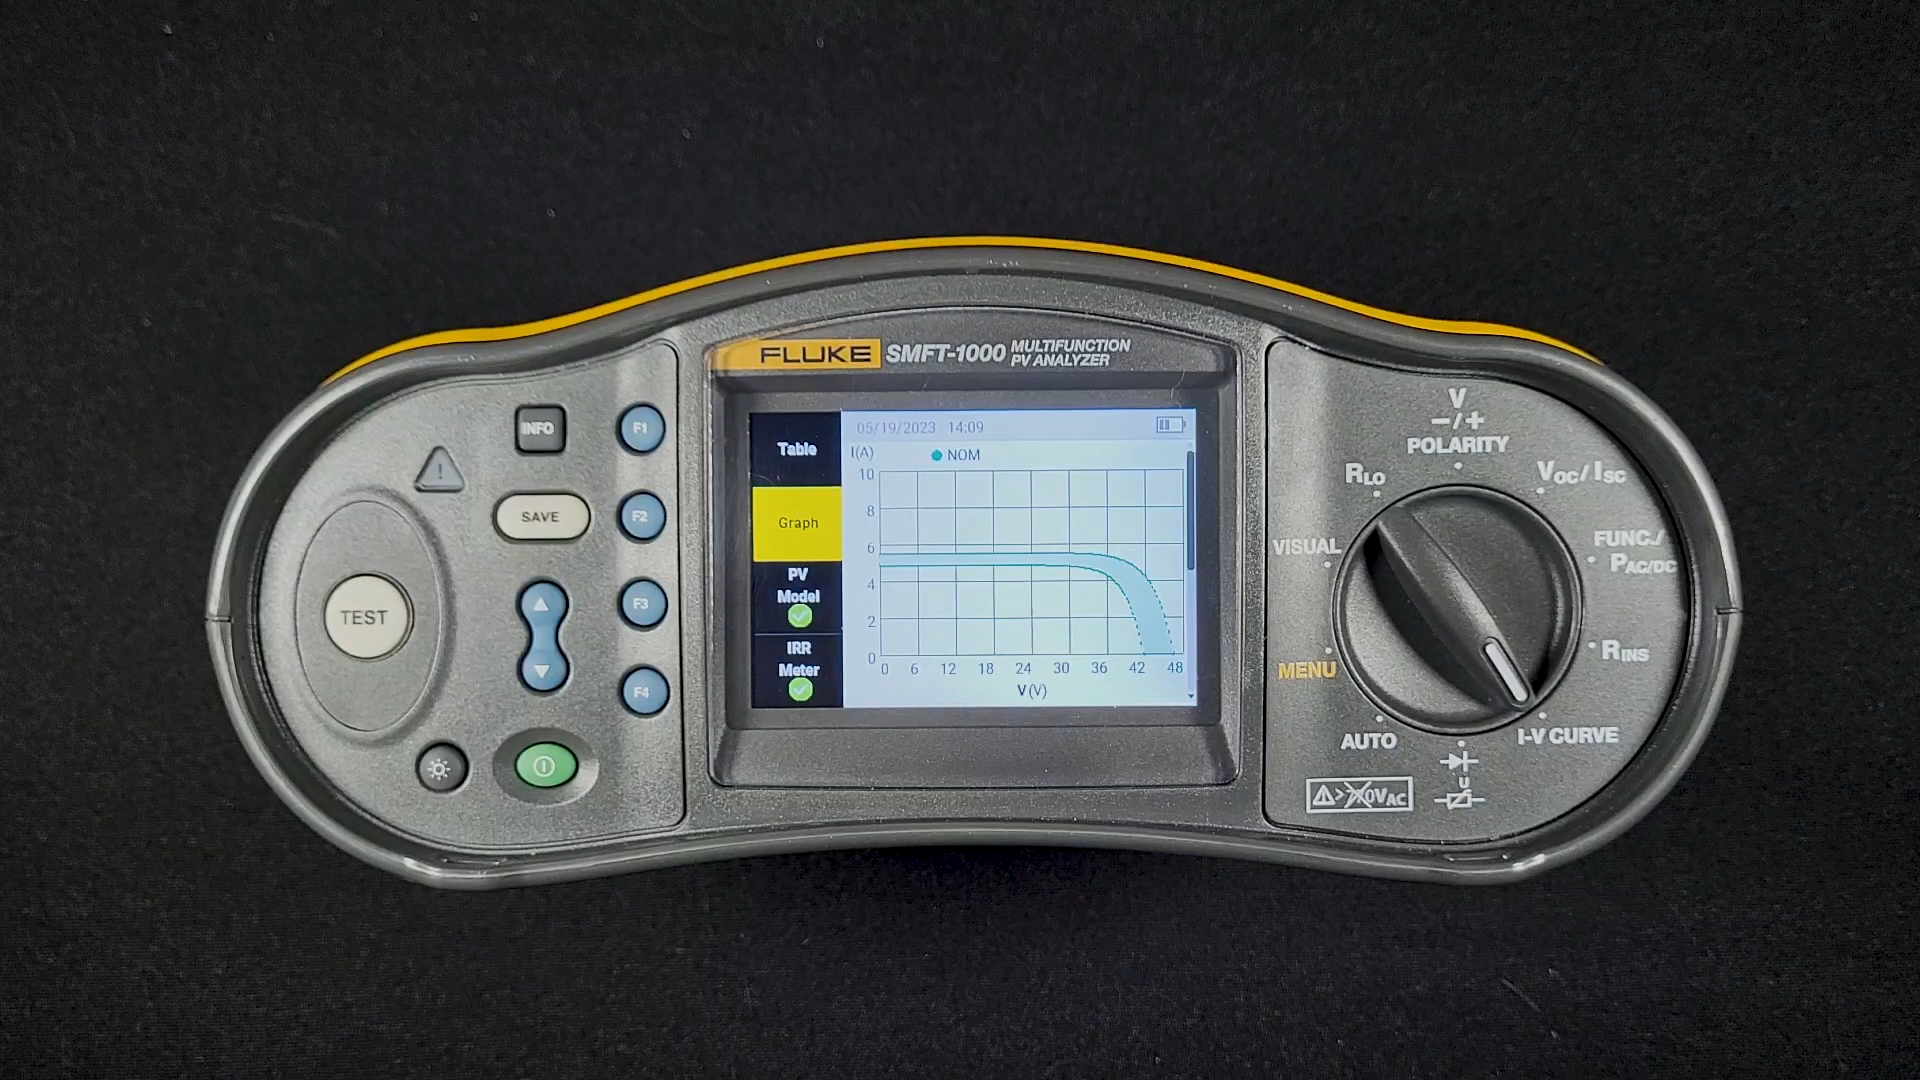 FLUKE SMFT-1000 MULTIFUNCTION
PV ANALYZER
INFO
SAVE
TEST
F1
F2
F3
F4
Table
Graph
PV
Model
IRR
Meter
05/19/2023 14:09
I(A)
NOM
10
8
6
4
2
0
0 6 12 18 24 30 36 42 48
V(V)
V
-/+
POLARITY
RLO
VOC/ISC
VISUAL
FUNC./
PAC/DC
MENU
RINS
AUTO
I-V CURVE
U